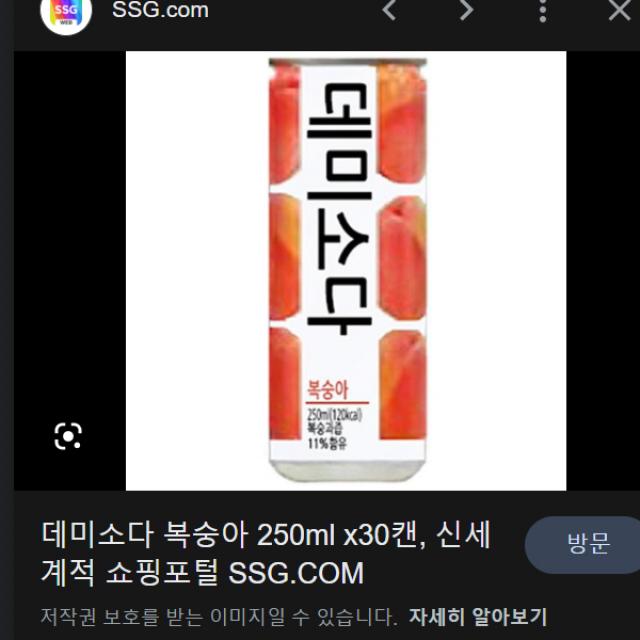 SSG
WEB
SSG.com
데미소다
복숭아
250ml(120kcal)
복숭과즙
11%함유
데미소다 복숭아 250ml x30캔, 신세
계적 쇼핑포털 SSG.COM
방문
저작권 보호를 받는 이미지일 수 있습니다. 자세히 알아보기